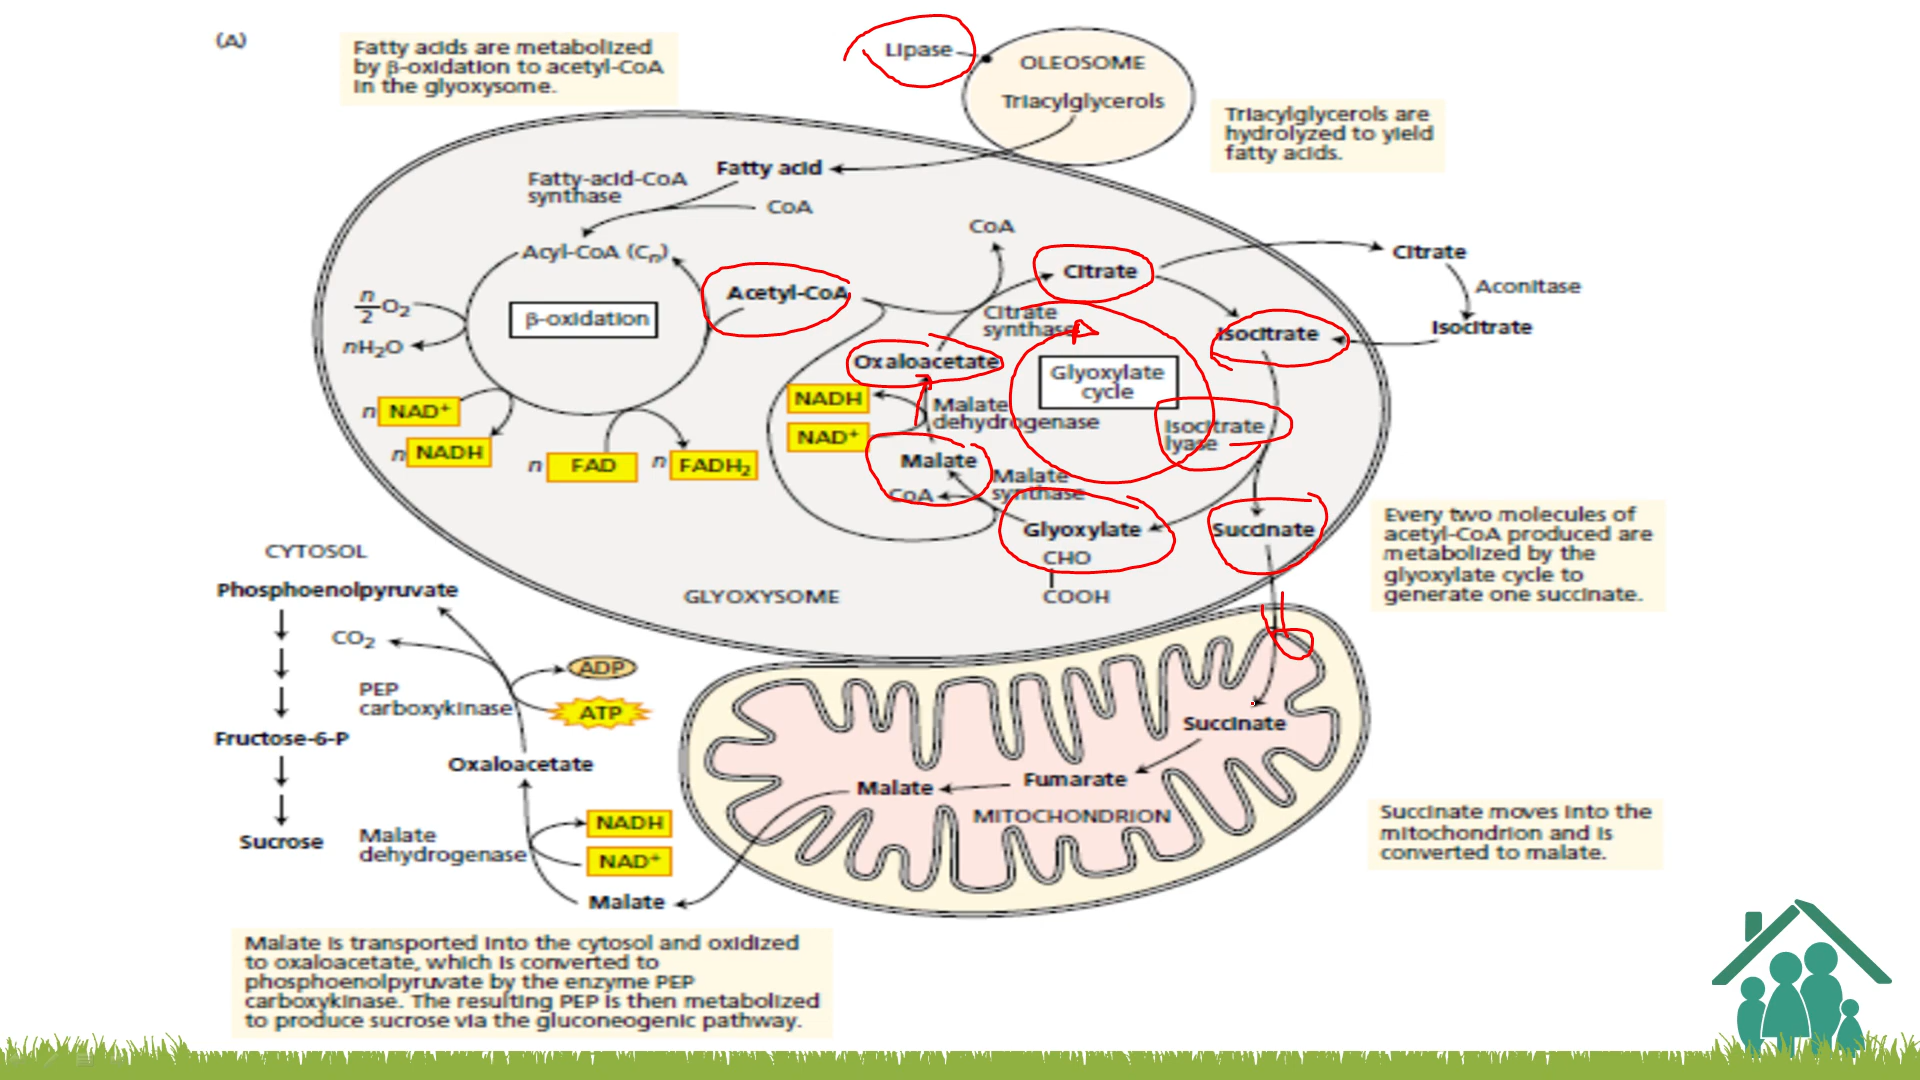 (A)
Fatty acids are metabolized
by β-oxidation to acetyl-CoA
in the glyoxysome.
Lipase
OLEOSOME
Triacylglycerols
Triacylglycerols are
hydrolyzed to yield
fatty acids.
Fatty acid
Fatty-acid-CoA
synthase
CoA
CoA
Acyl-CoA (Cn)
Acetyl-CoA
Citrate
Citrate
Aconitase
Isocitrate
Isocitrate
n/2 O2
nH2O
β-oxidation
Citrate
synthase
Oxaloacetate
Glyoxylate
cycle
NADH
NAD+
Malate
dehydrogenase
Isocitrate
lyase
n NAD+
n NADH
n FAD
n FADH2
Malate
CoA
Malate
synthase
Glyoxylate
CHO
COOH
Succinate
GLYOXYSOME
Every two molecules of
acetyl-CoA produced are
metabolized by the
glyoxylate cycle to
generate one succinate.
CYTOSOL
Phosphoenolpyruvate
CO2
ADP
PEP
carboxykinase
ATP
Fructose-6-P
Oxaloacetate
Sucrose
Malate
dehydrogenase
NADH
NAD+
Malate
Succinate
Fumarate
Malate
MITOCHONDRION
Succinate moves into the
mitochondrion and is
converted to malate.
Malate is transported into the cytosol and oxidized
to oxaloacetate, which is converted to
phosphoenolpyruvate by the enzyme PEP
carboxykinase. The resulting PEP is then metabolized
to produce sucrose via the gluconeogenic pathway.